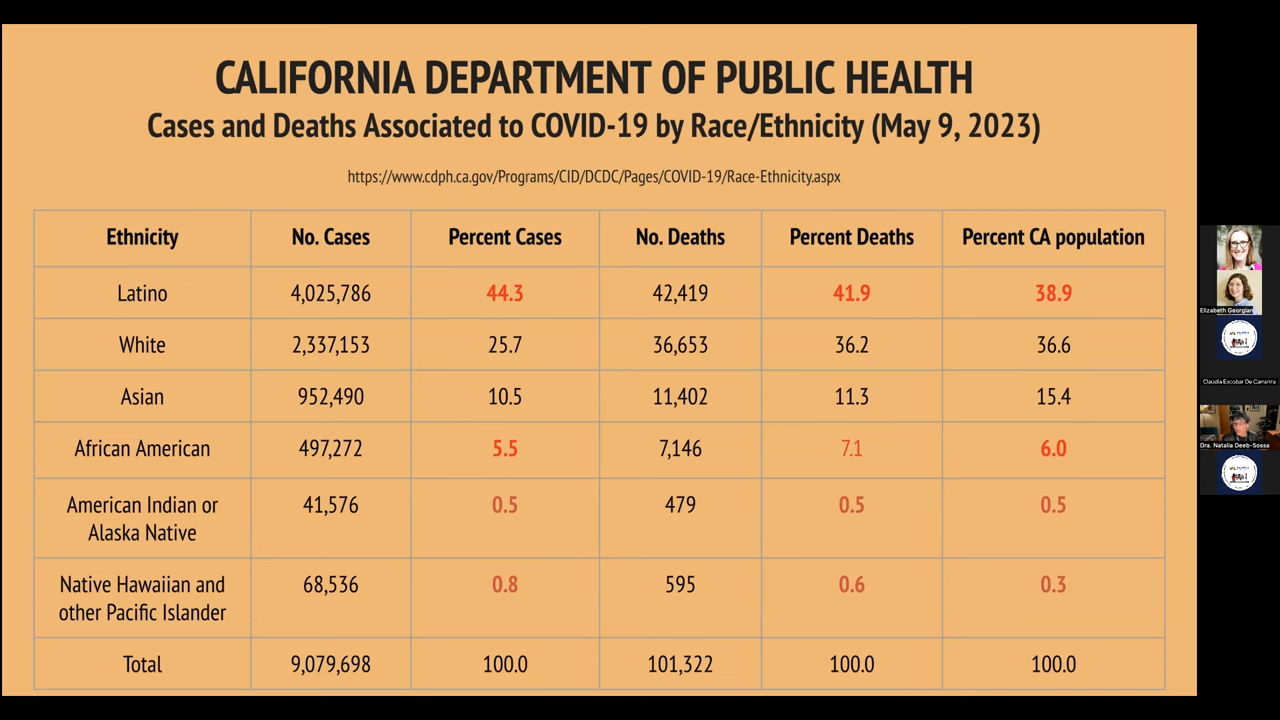 CALIFORNIA DEPARTMENT OF PUBLIC HEALTH
Cases and Deaths Associated to COVID-19 by Race/Ethnicity (May 9, 2023)
https://www.cdph.ca.gov/Programs/CID/DCDC/Pages/COVID-19/Race-Ethnicity.aspx
Ethnicity No. Cases Percent Cases No. Deaths Percent Deaths Percent CA population
Latino 4,025,786 44.3 42,419 41.9 38.9
White 2,337,153 25.7 36,653 36.2 36.6
Asian 952,490 10.5 11,402 11.3 15.4
African American 497,272 5.5 7,146 7.1 6.0
American Indian or
Alaska Native 41,576 0.5 479 0.5 0.5
Native Hawaiian and
other Pacific Islander 68,536 0.8 595 0.6 0.3
Total 9,079,698 100.0 101,322 100.0 100.0
Elizabeth Georgian
Claudia Escobar De Carranza
Dra. Natalia Deeb-Sossa